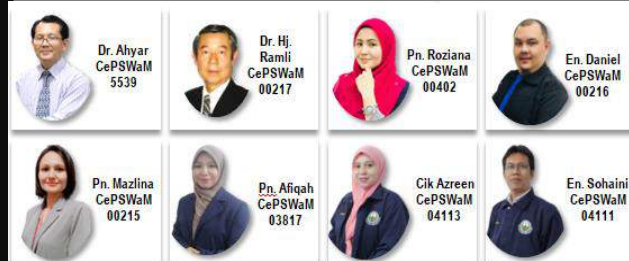 Dr. Ahyar
CePSWaM
5539
Dr. Hj.
Ramli
CePSWaM
00217
Pn. Roziana
CePSWaM
00402
En. Daniel
CePSWaM
00216
Pn. Mazlina
CePSWaM
00215
Pn. Afiqah
CePSWaM
03817
Cik Azreen
CePSWaM
04113
En. Sohaini
CePSWaM
04111